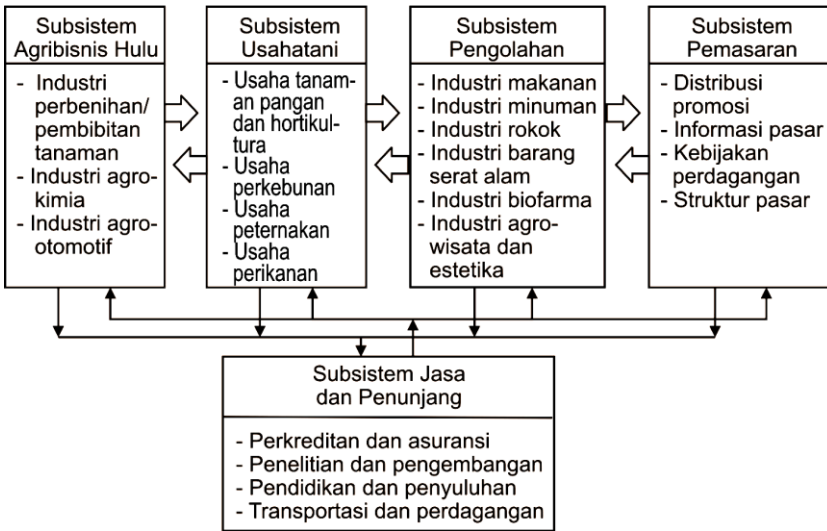 Subsistem
Agribisnis Hulu
- Industri
perbenihan/
pembibitan
tanaman
- Industri agro-
kimia
- Industri agro-
otomotif
Subsistem
Usahatani
- Usaha tanam-
an pangan
dan hortikul-
tura
- Usaha
perkebunan
- Usaha
peternakan
- Usaha
perikanan
Subsistem
Pengolahan
- Industri makanan
- Industri minuman
- Industri rokok
- Industri barang
serat alam
- Industri biofarma
- Industri agro-
wisata dan
estetika
Subsistem
Pemasaran
- Distribusi
promosi
- Informasi pasar
- Kebijakan
perdagangan
- Struktur pasar
Subsistem Jasa
dan Penunjang
- Perkreditan dan asuransi
- Penelitian dan pengembangan
- Pendidikan dan penyuluhan
- Transportasi dan perdagangan